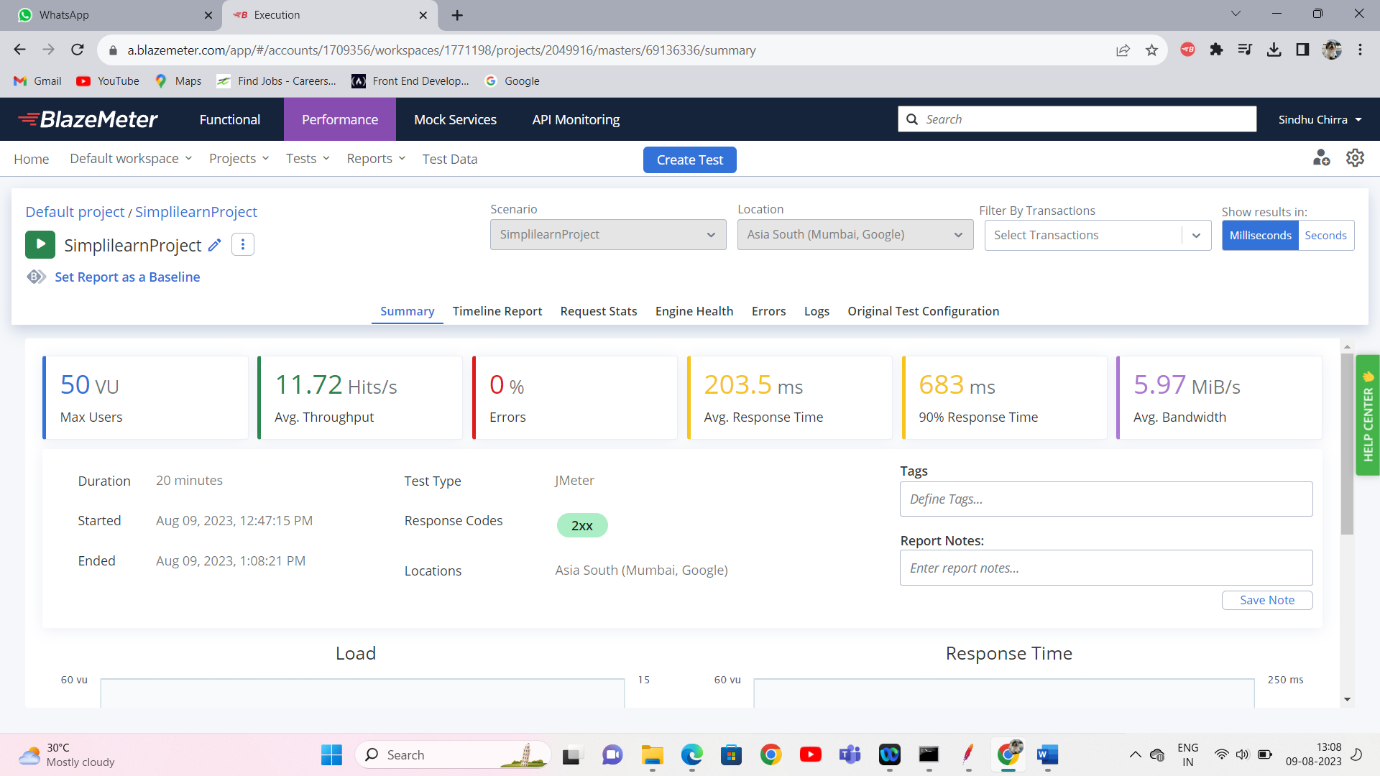 WhatsApp
Execution
a.blazemeter.com/app/#/accounts/1709356/workspaces/1771198/projects/2049916/masters/69136336/summary
Gmail YouTube Maps Find Jobs - Careers... Front End Develop... Google
BlazeMeter Functional Performance Mock Services API Monitoring Search Sindhu Chirra
Home Default workspace Projects Tests Reports Test Data Create Test
Default project / SimplilearnProject
Scenario Location Filter By Transactions Show results in:
SimplilearnProject
SimplilearnProject Asia South (Mumbai, Google) Select Transactions Milliseconds Seconds
Set Report as a Baseline
Summary Timeline Report Request Stats Engine Health Errors Logs Original Test Configuration
50 VU
Max Users
11.72 Hits/s
Avg. Throughput
0 %
Errors
203.5 ms
Avg. Response Time
683 ms
90% Response Time
5.97 MiB/s
Avg. Bandwidth
HELP CENTER
Duration 20 minutes
Started Aug 09, 2023, 12:47:15 PM
Ended Aug 09, 2023, 1:08:21 PM
Test Type JMeter
Response Codes 2xx
Locations Asia South (Mumbai, Google)
Tags
Define Tags...
Report Notes:
Enter report notes...
Save Note
Load
60 vu 15
Response Time
60 vu 250 ms
30°C
Mostly cloudy
Search
ENG
IN
13:08
09-08-2023